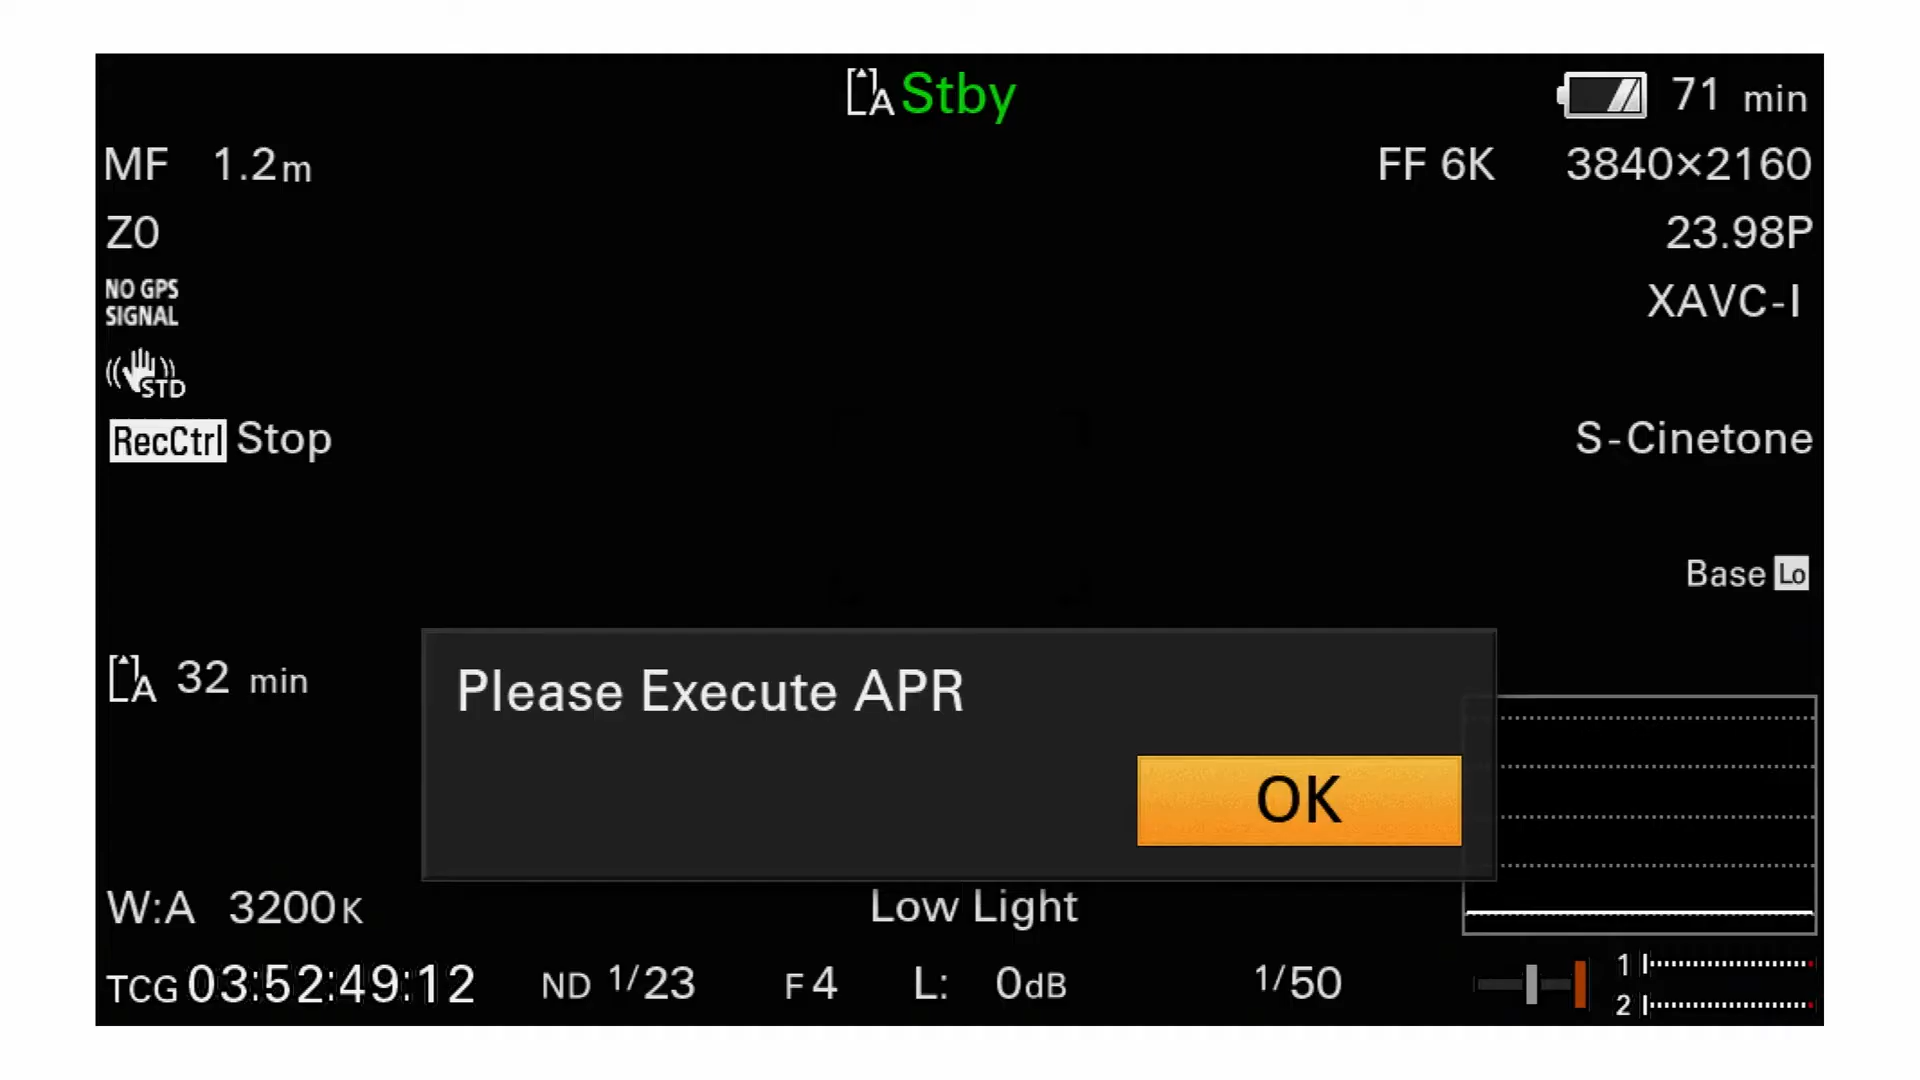 A Stby
71 min
MF 1.2m
FF 6K 3840×2160
Z0
23.98P
NO GPS
SIGNAL
XAVC-I
STD
RecCtrl Stop
S-Cinetone
Base Lo
A 32 min
Please Execute APR
OK
W:A 3200K
Low Light
TCG 03:52:49:12 ND 1/23 F4 L: 0dB 1/50
1
2